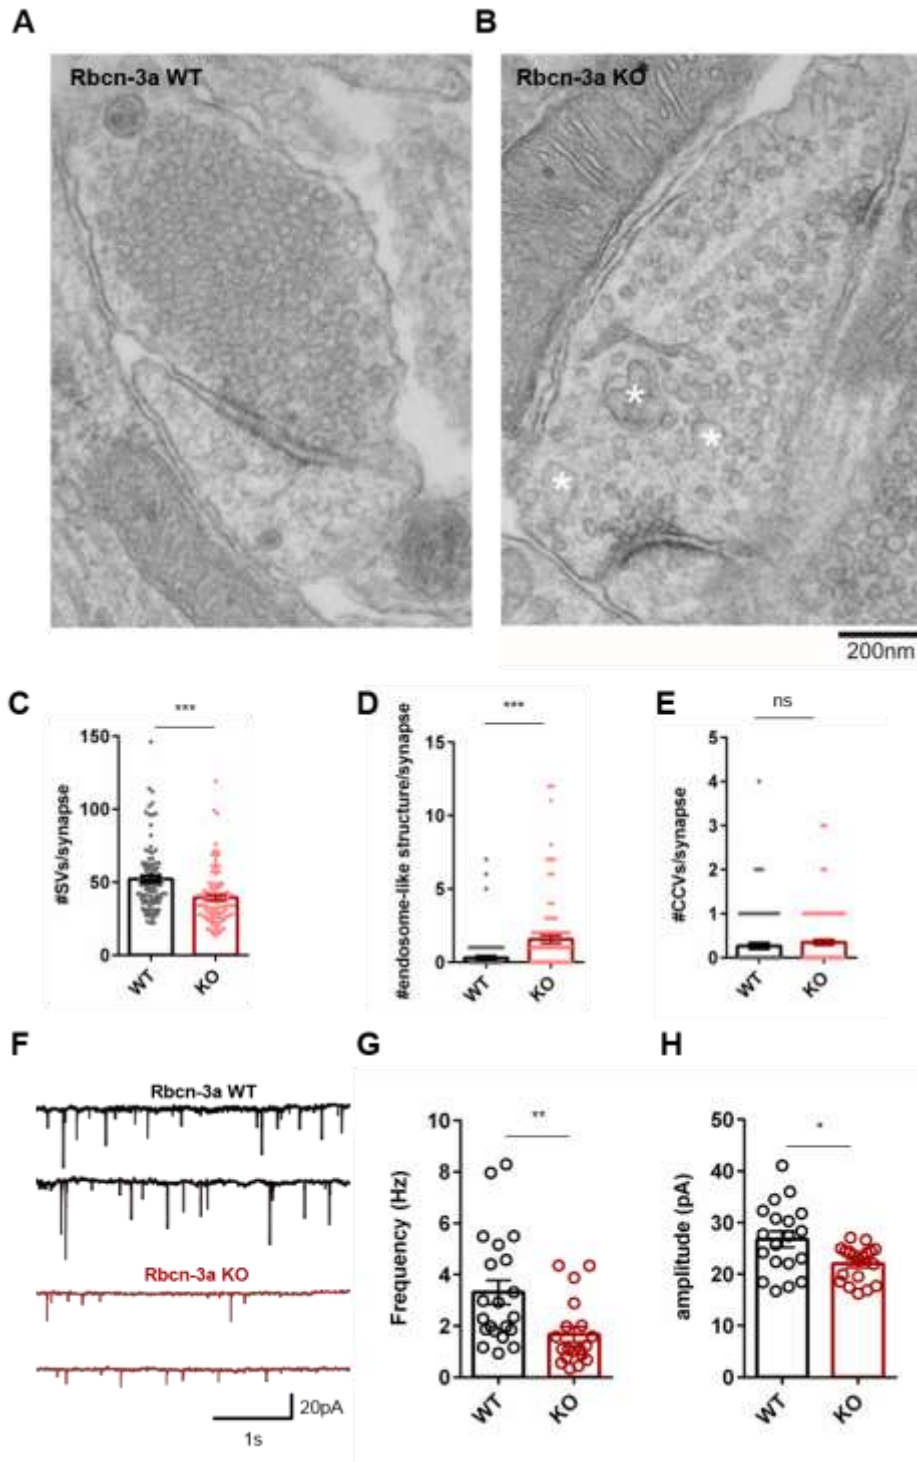 A
B
Rbcn-3a WT
Rbcn-3a KO
*
*
*
200nm
C
D
E
***
***
ns
#SVs/synapse
150
100
50
0
WT
KO
#endosome-like structure/synapse
15
10
5
0
WT
KO
#CCVs/synapse
5
4
3
2
1
0
WT
KO
F
G
H
Rbcn-3a WT
Rbcn-3a KO
20pA
1s
**
Frequency (Hz)
10
8
6
4
2
0
WT
KO
*
amplitude (pA)
50
40
30
20
10
0
WT
KO